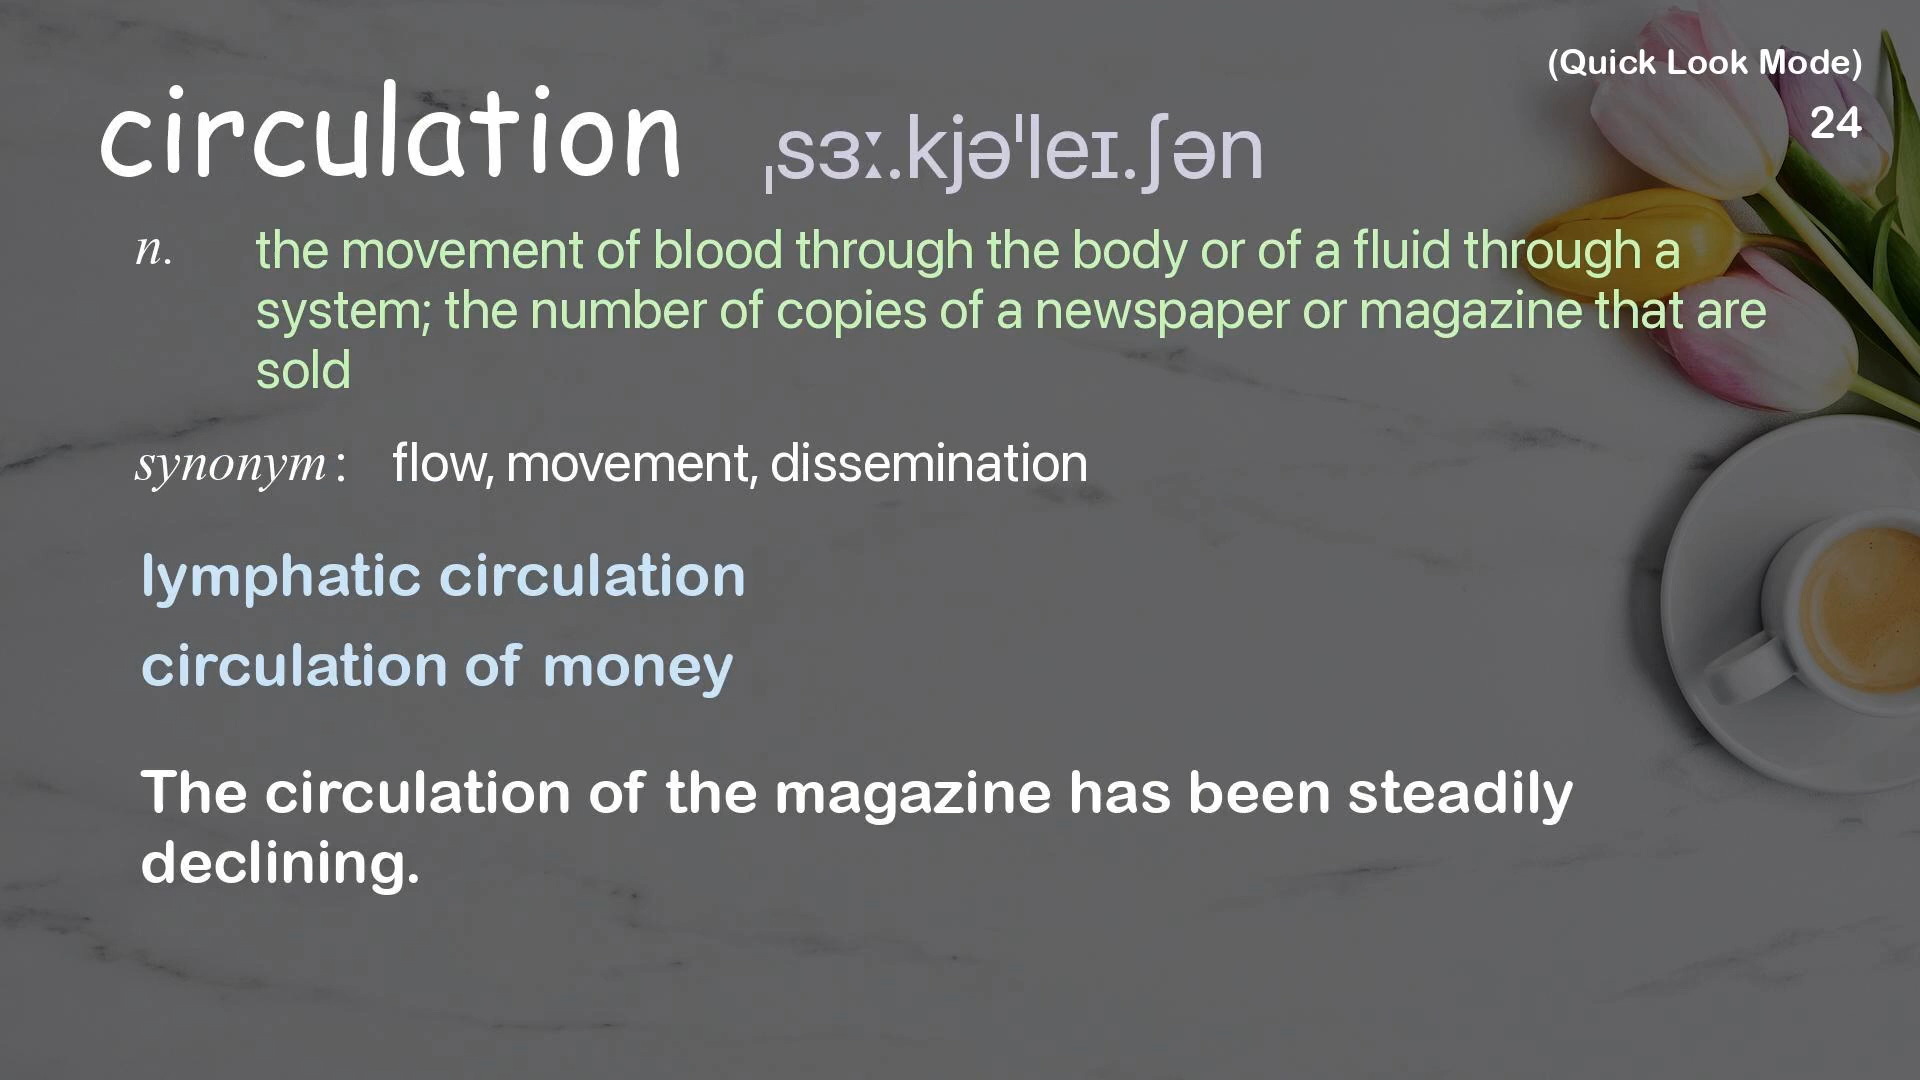 (Quick Look Mode)
24
circulation ˌsɜː.kjəˈleɪ.ʃən
n. the movement of blood through the body or of a fluid through a
system; the number of copies of a newspaper or magazine that are
sold
synonym: flow, movement, dissemination
lymphatic circulation
circulation of money
The circulation of the magazine has been steadily
declining.